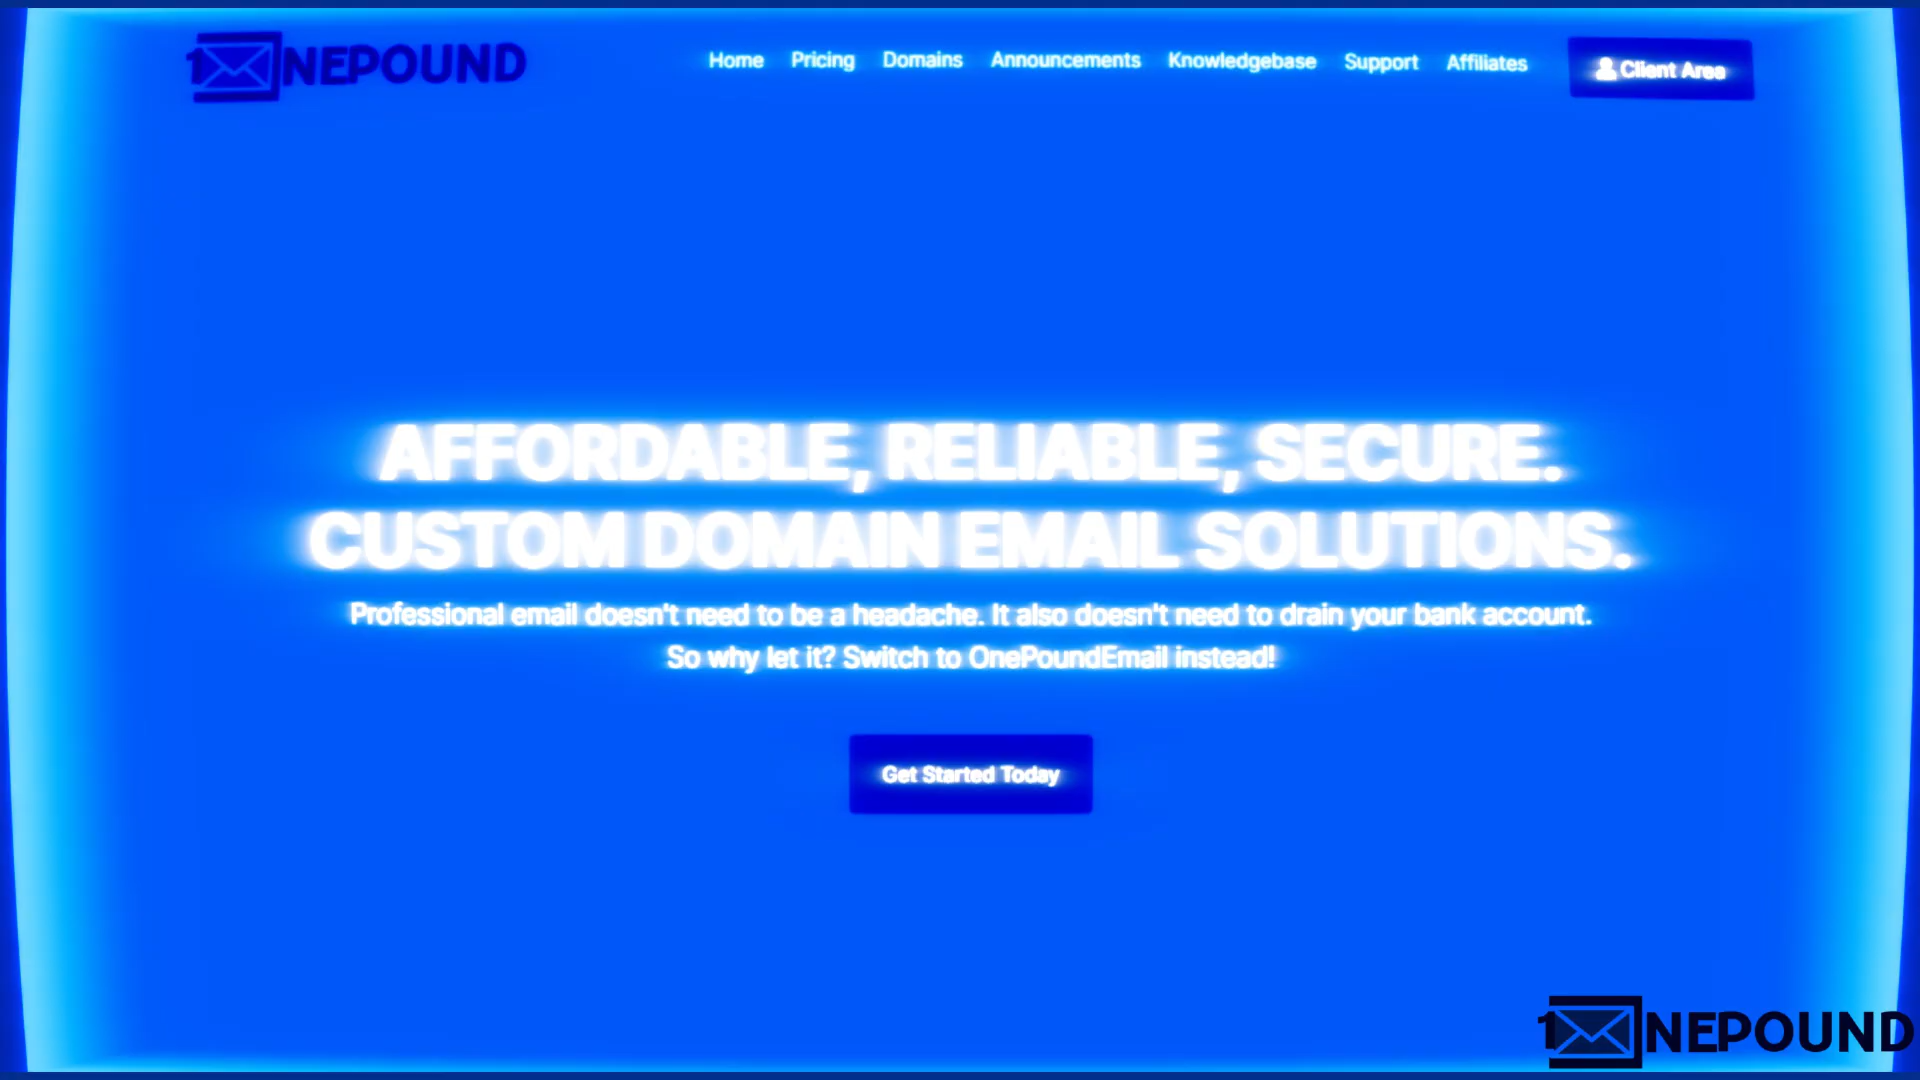 1NEPOUND
Home Pricing Domains Announcements Knowledgebase Support Affiliates Client Area
AFFORDABLE, RELIABLE, SECURE.
CUSTOM DOMAIN EMAIL SOLUTIONS.
Professional email doesn't need to be a headache. It also doesn't need to drain your bank account.
So why let it? Switch to OnePoundEmail instead!
Get Started Today
1NEPOUND